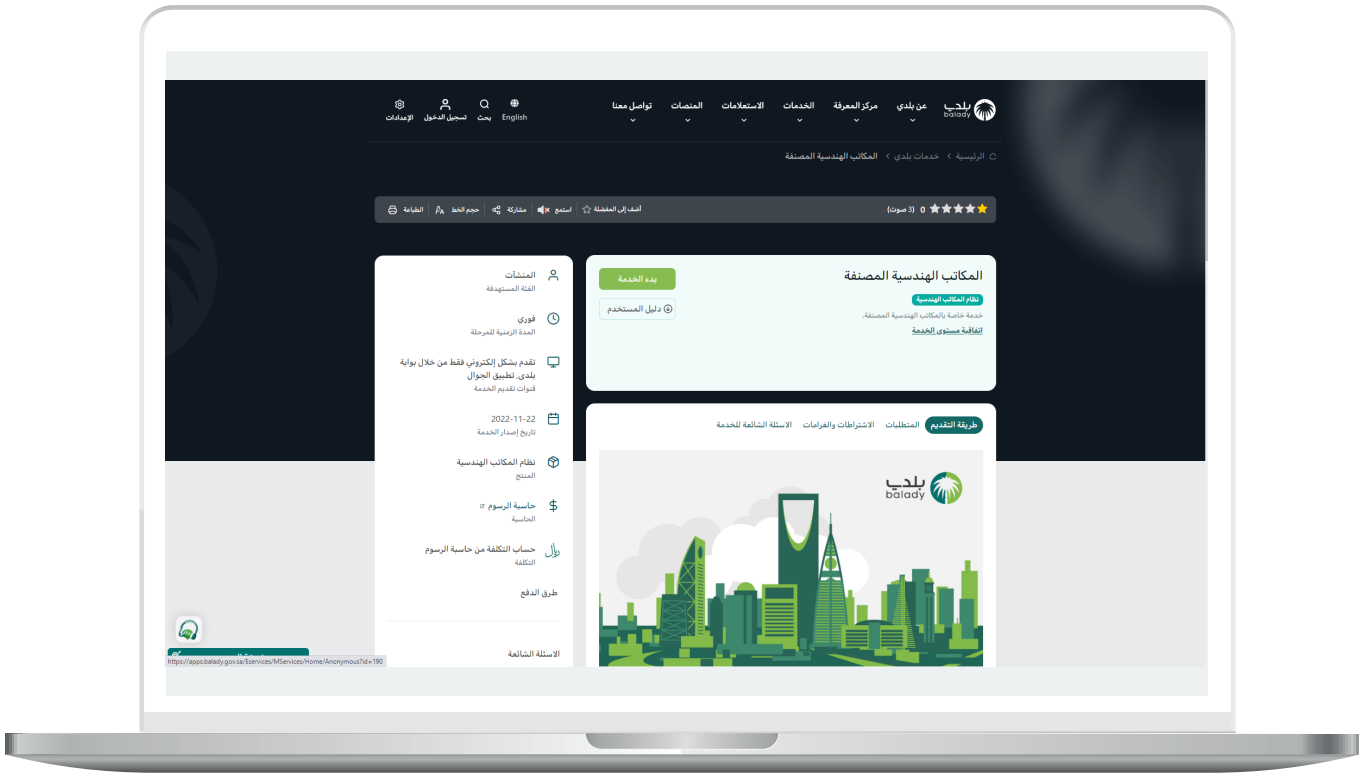 بلدي
balady
عن بلدي
مركز المعرفة
الخدمات
الاستعلامات
المنصات
تواصل معنا
English
بحث
تسجيل الدخول
الإعدادات
الرئيسية > خدمات بلدي > المكاتب الهندسية المصنفة
0 (3 صوت)
أضف إلى المفضلة
استمع
مشاركة
حجم الخط
الطباعة
المكاتب الهندسية المصنفة
نظام المكاتب الهندسية
خدمة خاصة بالمكاتب الهندسية المصنفة.
اتفاقية مستوى الخدمة
بدء الخدمة
دليل المستخدم
طريقة التقديم
المتطلبات
الاشتراطات والغرامات
الاسئلة الشائعة للخدمة
بلدي
balady
المنشآت
الفئة المستهدفة
فوري
المدة الزمنية للمرحلة
تقدم بشكل إلكتروني فقط من خلال بوابة
بلدي, تطبيق الجوال
قنوات تقديم الخدمة
2022-11-22
تاريخ إصدار الخدمة
نظام المكاتب الهندسية
المنتج
حاسبة الرسوم
الحاسبة
حساب التكلفة من حاسبة الرسوم
التكلفة
طرق الدفع
الاسئلة الشائعة
https://apps.balady.gov.sa/Eservices/MServices/Home/Anonymous?id=190